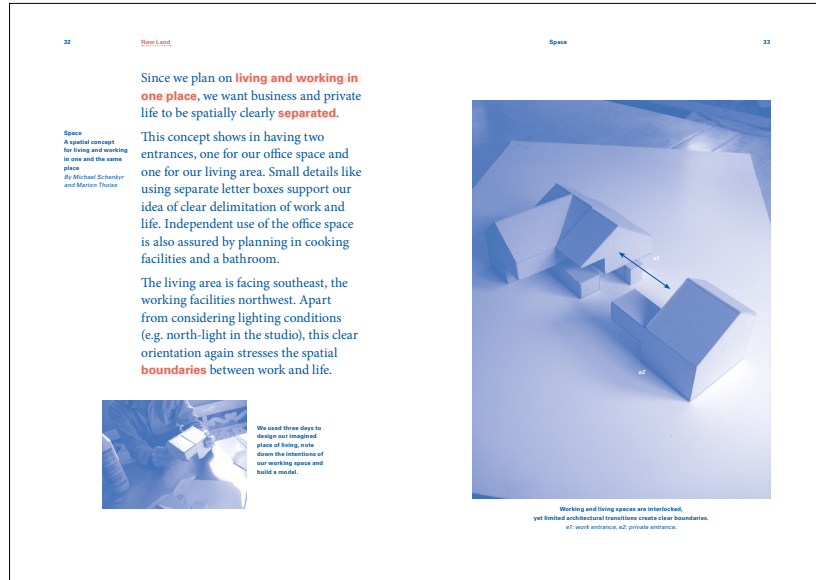 32
New Land
Space
33
Since we plan on living and working in
one place, we want business and private
life to be spatially clearly separated.
Space
A spatial concept
for living and working
in one and the same
place
By Michael Schenkyr
and Marion Thoiss
This concept shows in having two
entrances, one for our office space and
one for our living area. Small details like
using separate letter boxes support our
idea of clear delimitation of work and
life. Independent use of the office space
is also assured by planning in cooking
facilities and a bathroom.
The living area is facing southeast, the
working facilities northwest. Apart
from considering lighting conditions
(e.g. north-light in the studio), this clear
orientation again stresses the spatial
boundaries between work and life.
We used three days to
design our imagined
place of living, note
down the intentions of
our working space and
build a model.
e1
e2
Working and living spaces are interlocked,
yet limited architectural transitions create clear boundaries.
e1: work entrance, e2: private entrance.